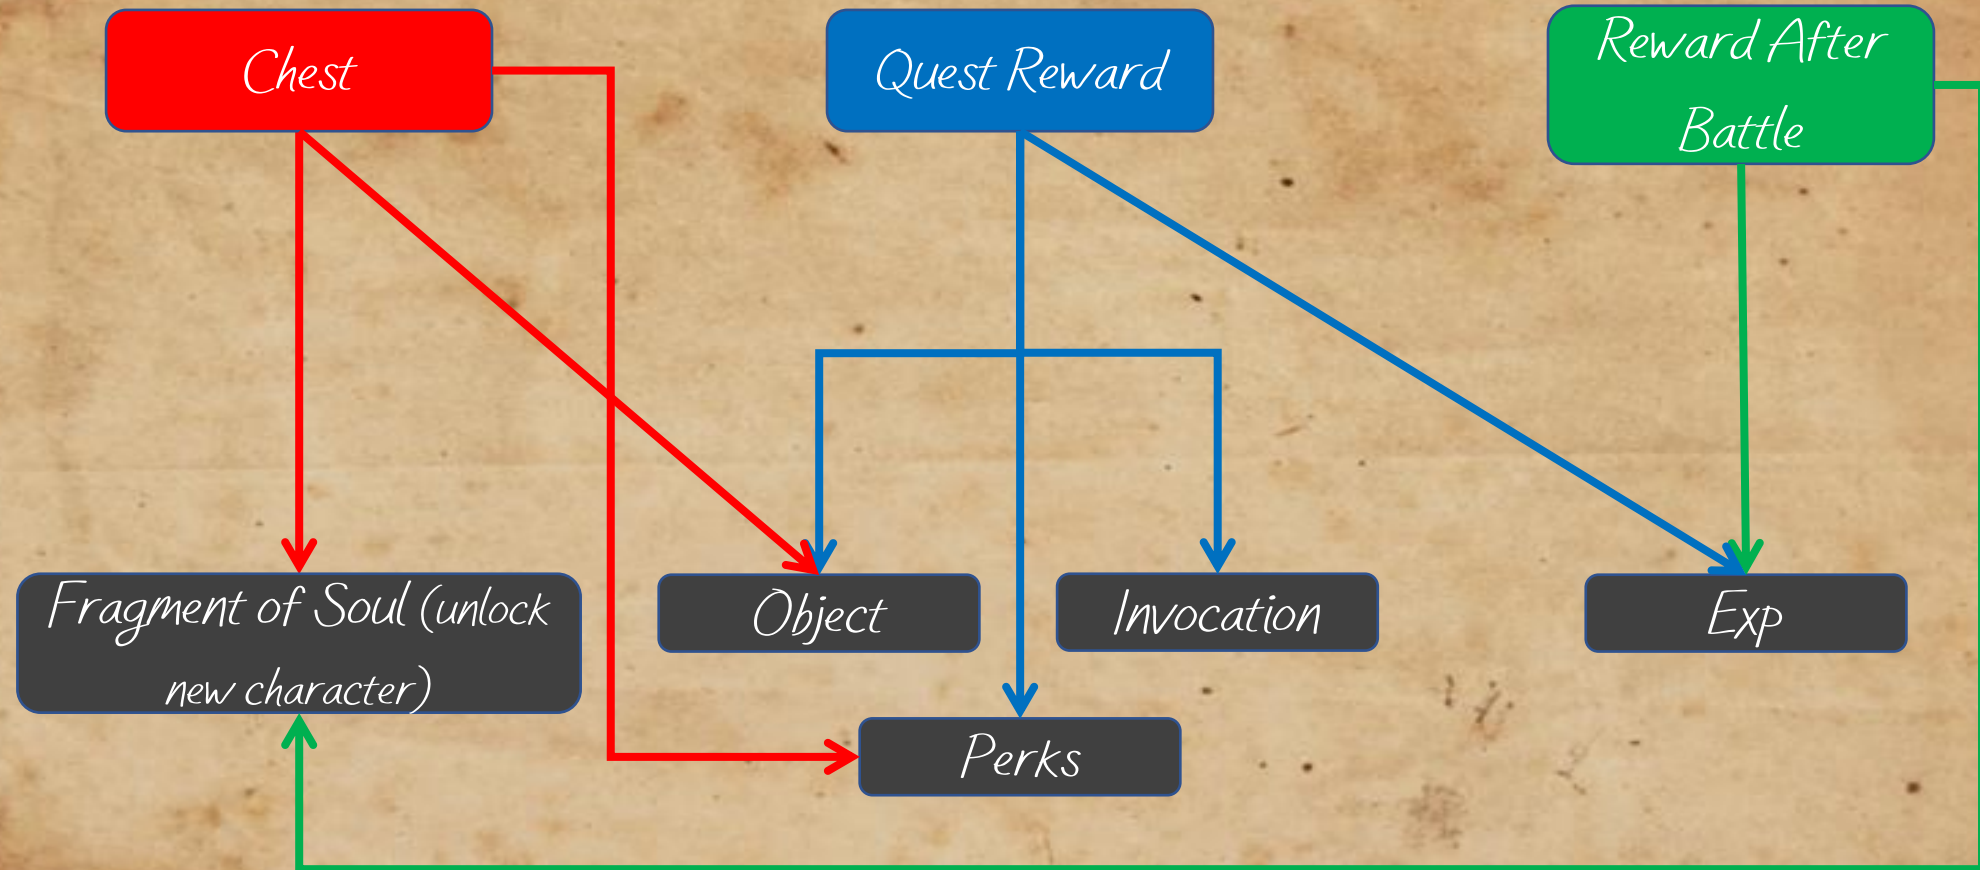 Chest
Quest Reward
Reward After
Battle
Fragment of Soul (unlock
new character)
Object
Invocation
Exp
Perks